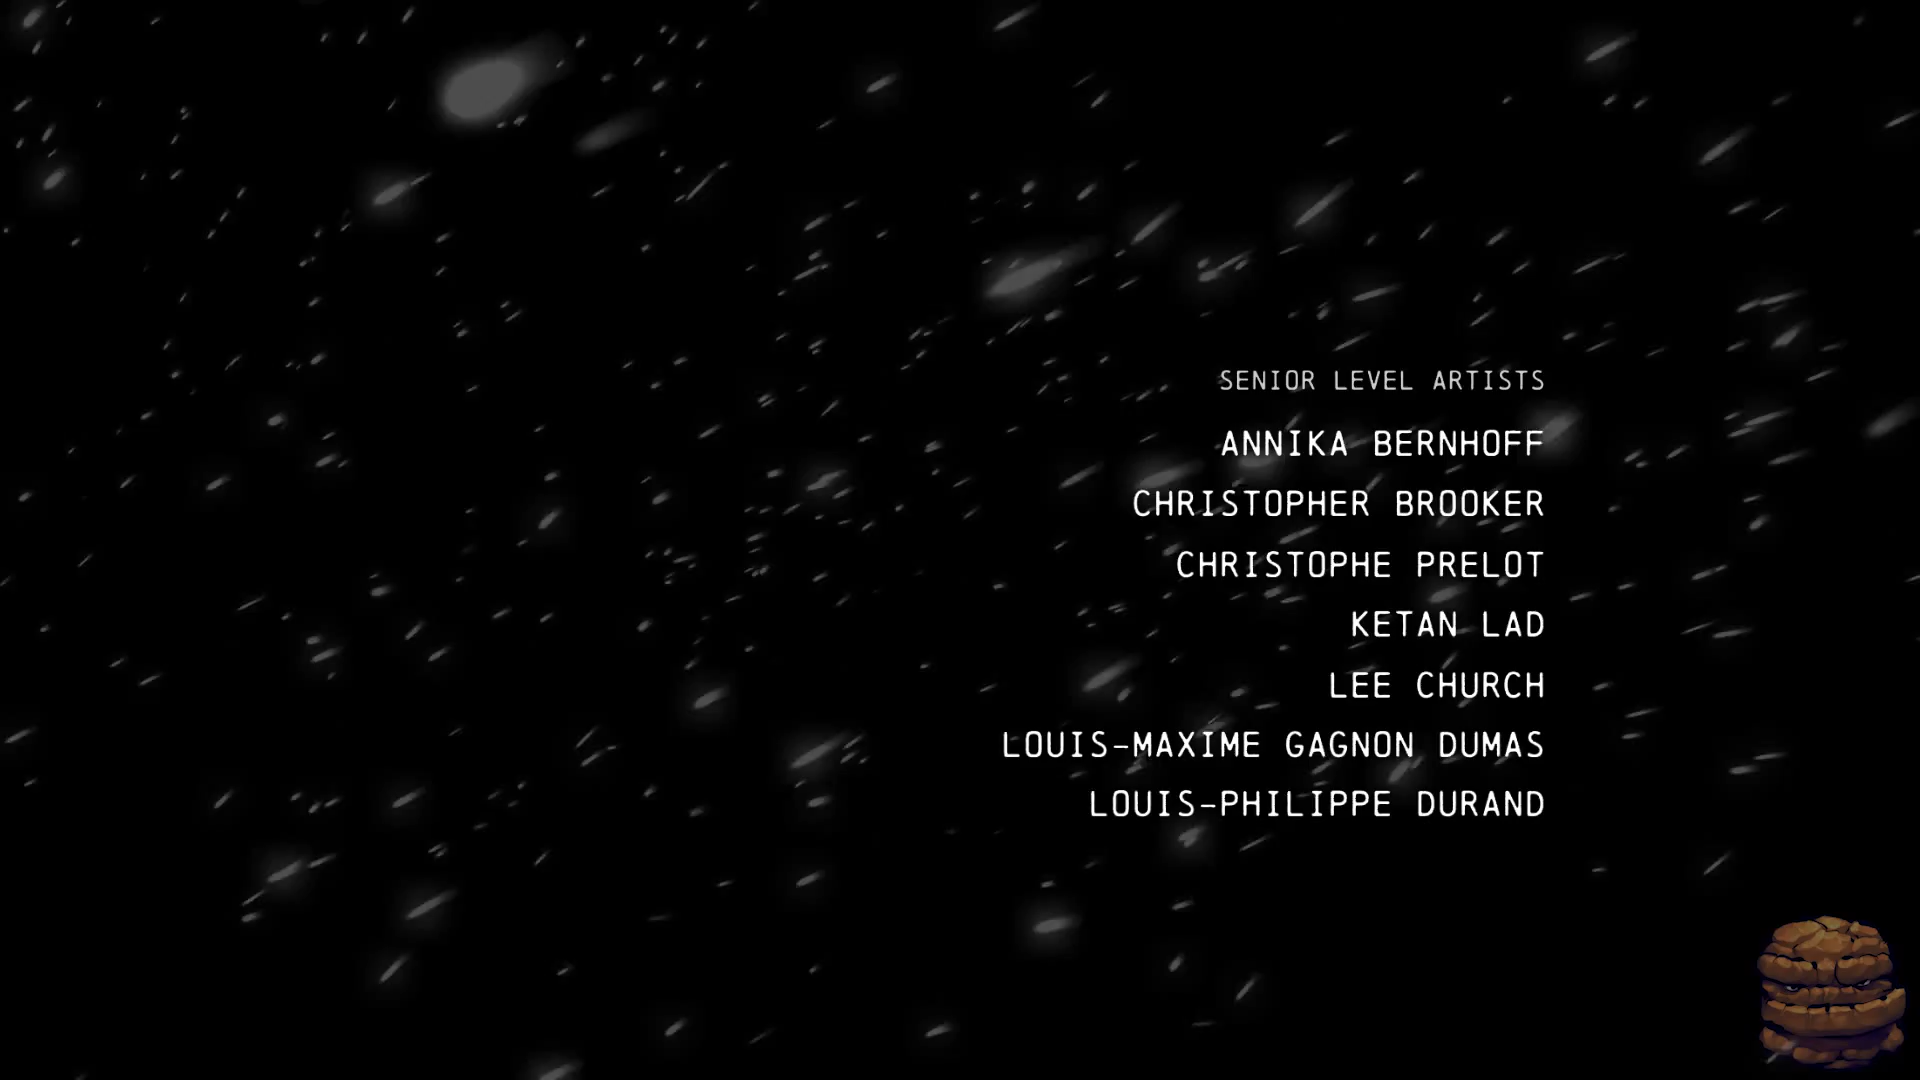 SENIOR LEVEL ARTISTS
ANNIKA BERNHOFF
CHRISTOPHER BROOKER
CHRISTOPHE PRELOT
KETAN LAD
LEE CHURCH
LOUIS-MAXIME GAGNON DUMAS
LOUIS-PHILIPPE DURAND